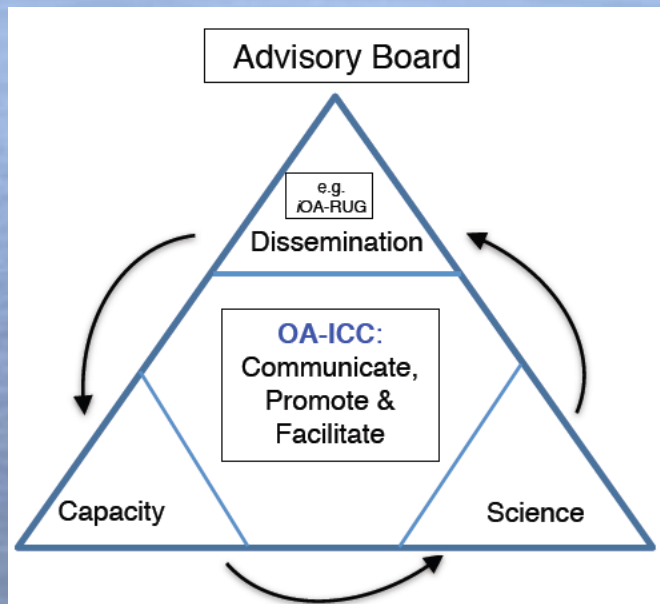 Advisory Board
e.g.
iOA-RUG
Dissemination
OA-ICC:
Communicate,
Promote &
Facilitate
Capacity
Science